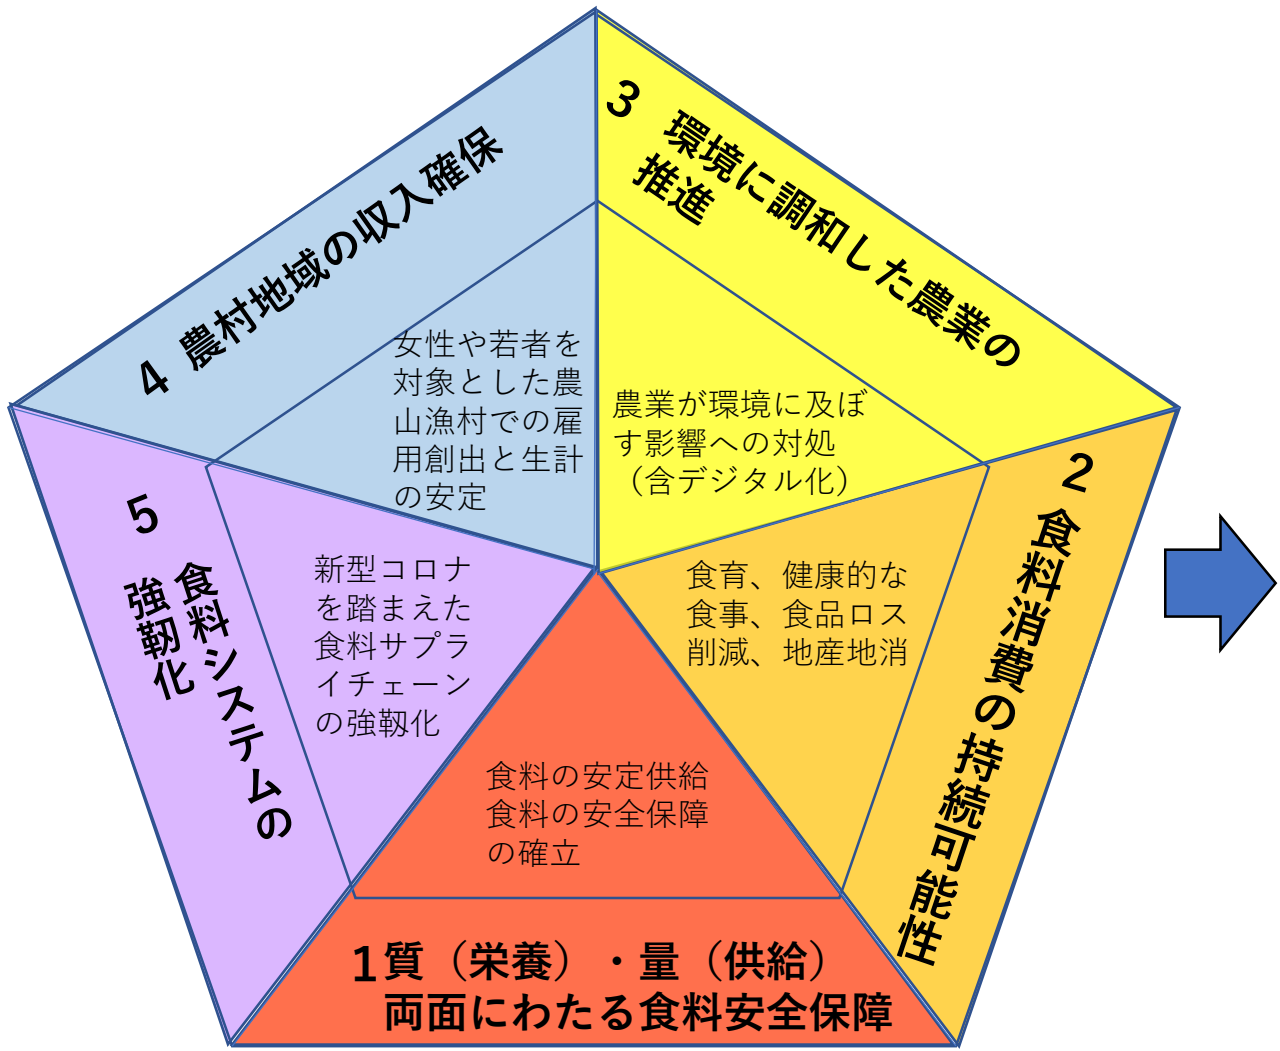 3 環境に調和した農業の
推進
農業が環境に及ぼ
す影響への対処
（含デジタル化）
4 農村地域の収入確保
女性や若者を
対象とした農
山漁村での雇
用創出と生計
の安定
2 食料消費の持続可能性
食育、健康的な
食事、食品ロス
削減、地産地消
5 食料システムの
強靭化
新型コロナ
を踏まえた
食料サプラ
イチェーン
の強靱化
食料の安定供給
食料の安全保障
の確立
1質（栄養）・量（供給）
両面にわたる食料安全保障